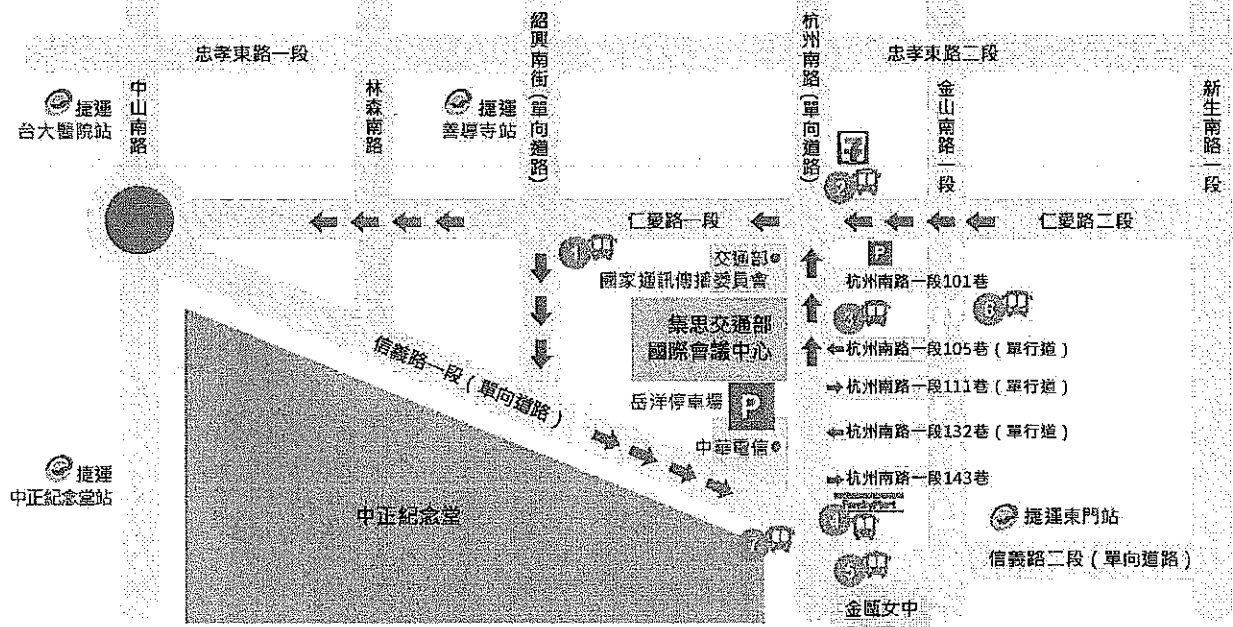 忠孝東路一段
紹興南街(單向道路)
杭州南路(單向道路)
忠孝東路二段
捷運
台大醫院站
中山南路
林森南路
捷運
善導寺站
金山南路一段
新生南路一段
7
2
仁愛路一段
仁愛路二段
1
交通部
國家通訊傳播委員會
P
杭州南路一段101巷
集思交通部
國際會議中心
6
杭州南路一段105巷(單行道)
信義路一段(單向道路)
岳洋停車場
P
杭州南路一段111巷(單行道)
中華電信
杭州南路一段132巷(單行道)
捷運
中正紀念堂站
杭州南路一段143巷
FamilyMart
中正紀念堂
捷運東門站
信義路二段(單向道路)
金甌女中